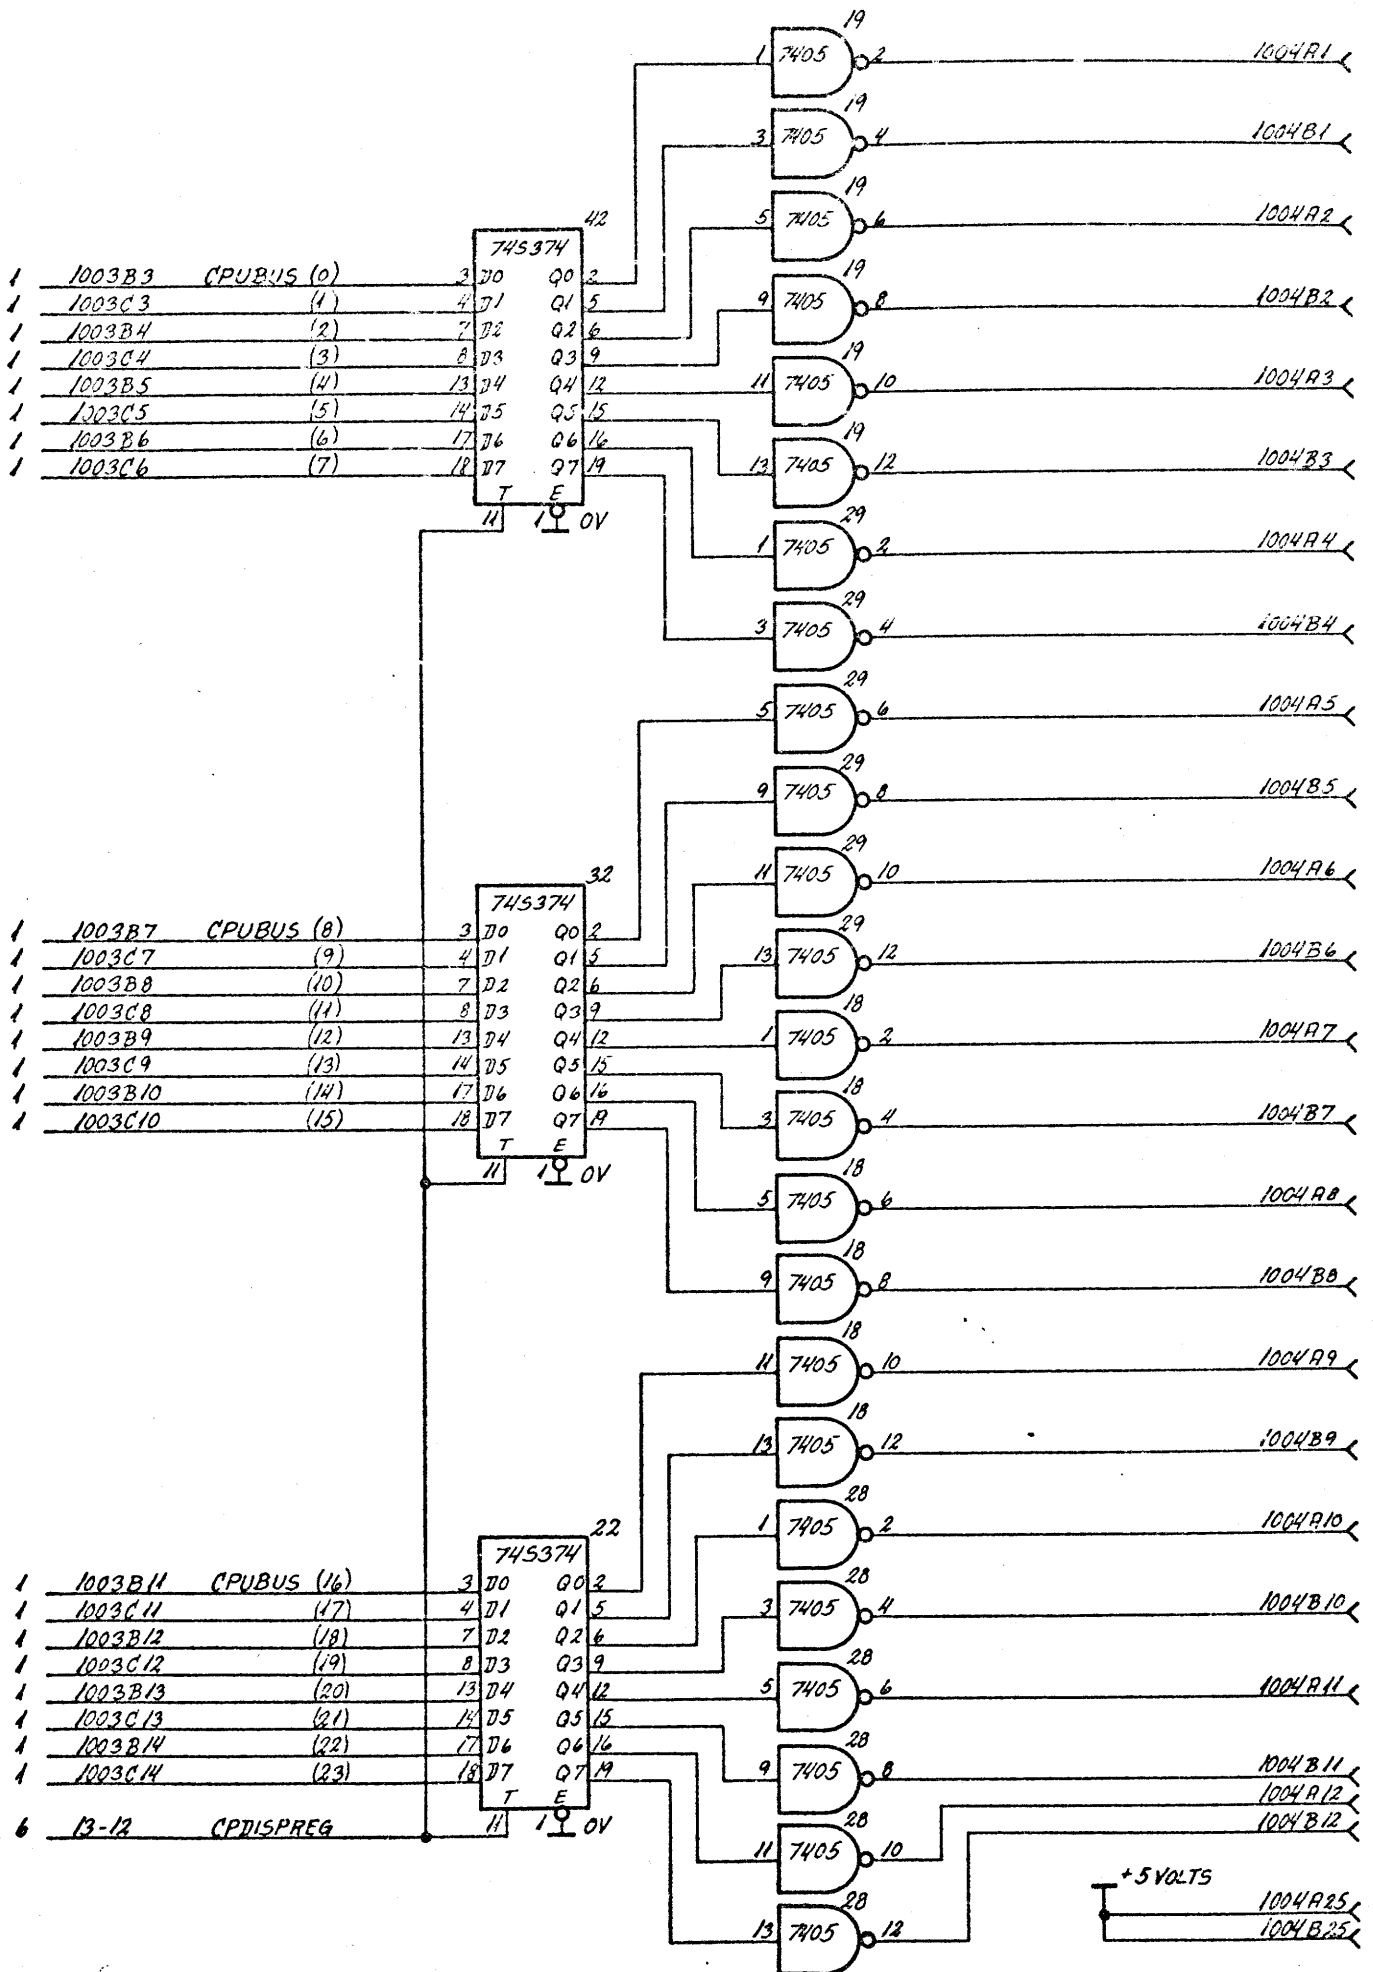 19
1 7405 2 1004A1
19
3 7405 4 1004B1
19
5 7405 6 1004A2
19
9 7405 8 1004B2
19
11 7405 10 1004A3
19
13 7405 12 1004B3
29
1 7405 2 1004A4
29
3 7405 4 1004B4
29
5 7405 6 1004A5
29
9 7405 8 1004B5
29
11 7405 10 1004A6
29
13 7405 12 1004B6
18
1 7405 2 1004A7
18
3 7405 4 1004B7
18
5 7405 6 1004A8
18
9 7405 8 1004B8
18
11 7405 10 1004A9
18
13 7405 12 1004B9
28
1 7405 2 1004A10
28
3 7405 4 1004B10
28
5 7405 6 1004A11
28
9 7405 8 1004B11
28
11 7405 10 1004A12
28
13 7405 12 1004B12
42
74S374
1 1003B3 CPUBUS (0) 3 D0 Q0 2
1 1003C3 (1) 4 D1 Q1 5
1 1003B4 (2) 7 D2 Q2 6
1 1003C4 (3) 8 D3 Q3 9
1 1003B5 (4) 13 D4 Q4 12
1 1003C5 (5) 14 D5 Q5 15
1 1003B6 (6) 17 D6 Q6 16
1 1003C6 (7) 18 D7 Q7 19
T E
11 1 0V
32
74S374
1 1003B7 CPUBUS (8) 3 D0 Q0 2
1 1003C7 (9) 4 D1 Q1 5
1 1003B8 (10) 7 D2 Q2 6
1 1003C8 (11) 8 D3 Q3 9
1 1003B9 (12) 13 D4 Q4 12
1 1003C9 (13) 14 D5 Q5 15
1 1003B10 (14) 17 D6 Q6 16
1 1003C10 (15) 18 D7 Q7 19
T E
11 1 0V
22
74S374
1 1003B11 CPUBUS (16) 3 D0 Q0 2
1 1003C11 (17) 4 D1 Q1 5
1 1003B12 (18) 7 D2 Q2 6
1 1003C12 (19) 8 D3 Q3 9
1 1003B13 (20) 13 D4 Q4 12
1 1003C13 (21) 14 D5 Q5 15
1 1003B14 (22) 17 D6 Q6 16
1 1003C14 (23) 18 D7 Q7 19
T E
6 13-12 CPDISPREG 11 1 0V
+5 VOLTS
1004A25
1004B25